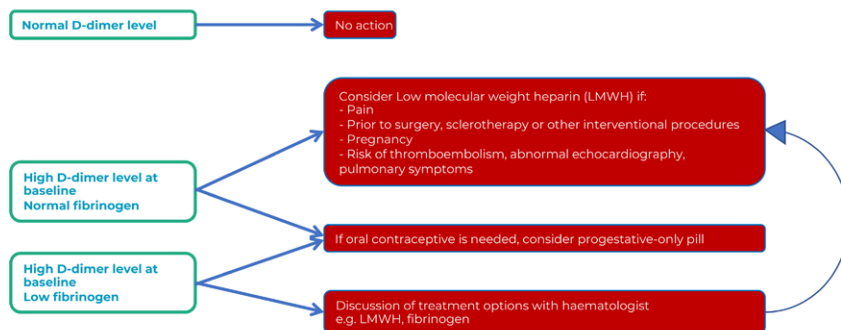 Normal D-dimer level
No action
Consider Low molecular weight heparin (LMWH) if:
- Pain
- Prior to surgery, sclerotherapy or other interventional procedures
- Pregnancy
- Risk of thromboembolism, abnormal echocardiography,
pulmonary symptoms
High D-dimer level at
baseline
Normal fibrinogen
If oral contraceptive is needed, consider progestative-only pill
High D-dimer level at
baseline
Low fibrinogen
Discussion of treatment options with haematologist
e.g. LMWH, fibrinogen